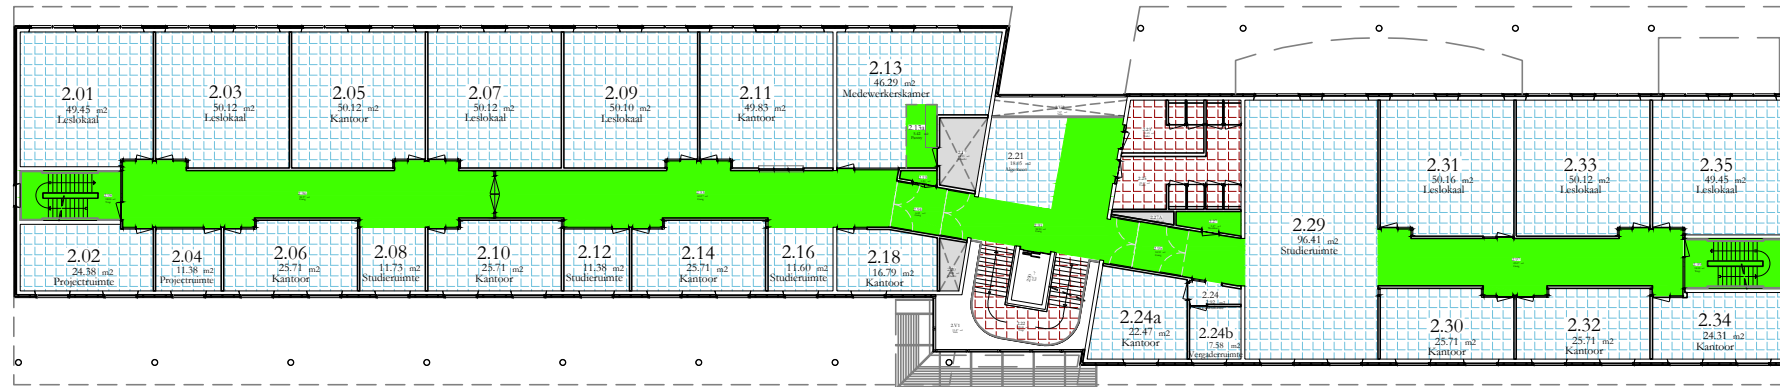 2.01
49.45 m2
Leslokaal
2.03
50.12 m2
Leslokaal
2.05
50.12 m2
Kantoor
2.07
50.12 m2
Leslokaal
2.09
50.10 m2
Leslokaal
2.11
49.83 m2
Kantoor
2.13
46.29 m2
Medewerkerskamer
2.21
2.31
50.16 m2
Leslokaal
2.33
50.12 m2
Leslokaal
2.35
49.45 m2
Leslokaal
2.29
96.41 m2
Studieruimte
2.02
24.38 m2
Projectruimte
2.04
11.38 m2
Projectruimte
2.06
25.71 m2
Kantoor
2.08
11.73 m2
Studieruimte
2.10
25.71 m2
Kantoor
2.12
11.38 m2
Studieruimte
2.14
25.71 m2
Kantoor
2.16
11.60 m2
Studieruimte
2.18
16.79 m2
Kantoor
2.24a
22.47 m2
Kantoor
2.24
2.24b
7.58 m2
Vergaderruimte
2.30
25.71 m2
Kantoor
2.32
25.71 m2
Kantoor
2.34
24.31 m2
Kantoor